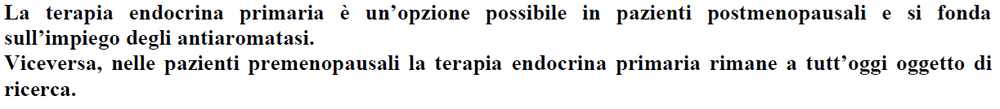 La terapia endocrina primaria è un’opzione possibile in pazienti postmenopausali e si fonda
sull’impiego degli antiaromatasi.
Viceversa, nelle pazienti premenopausali la terapia endocrina primaria rimane a tutt’oggi oggetto di
ricerca.